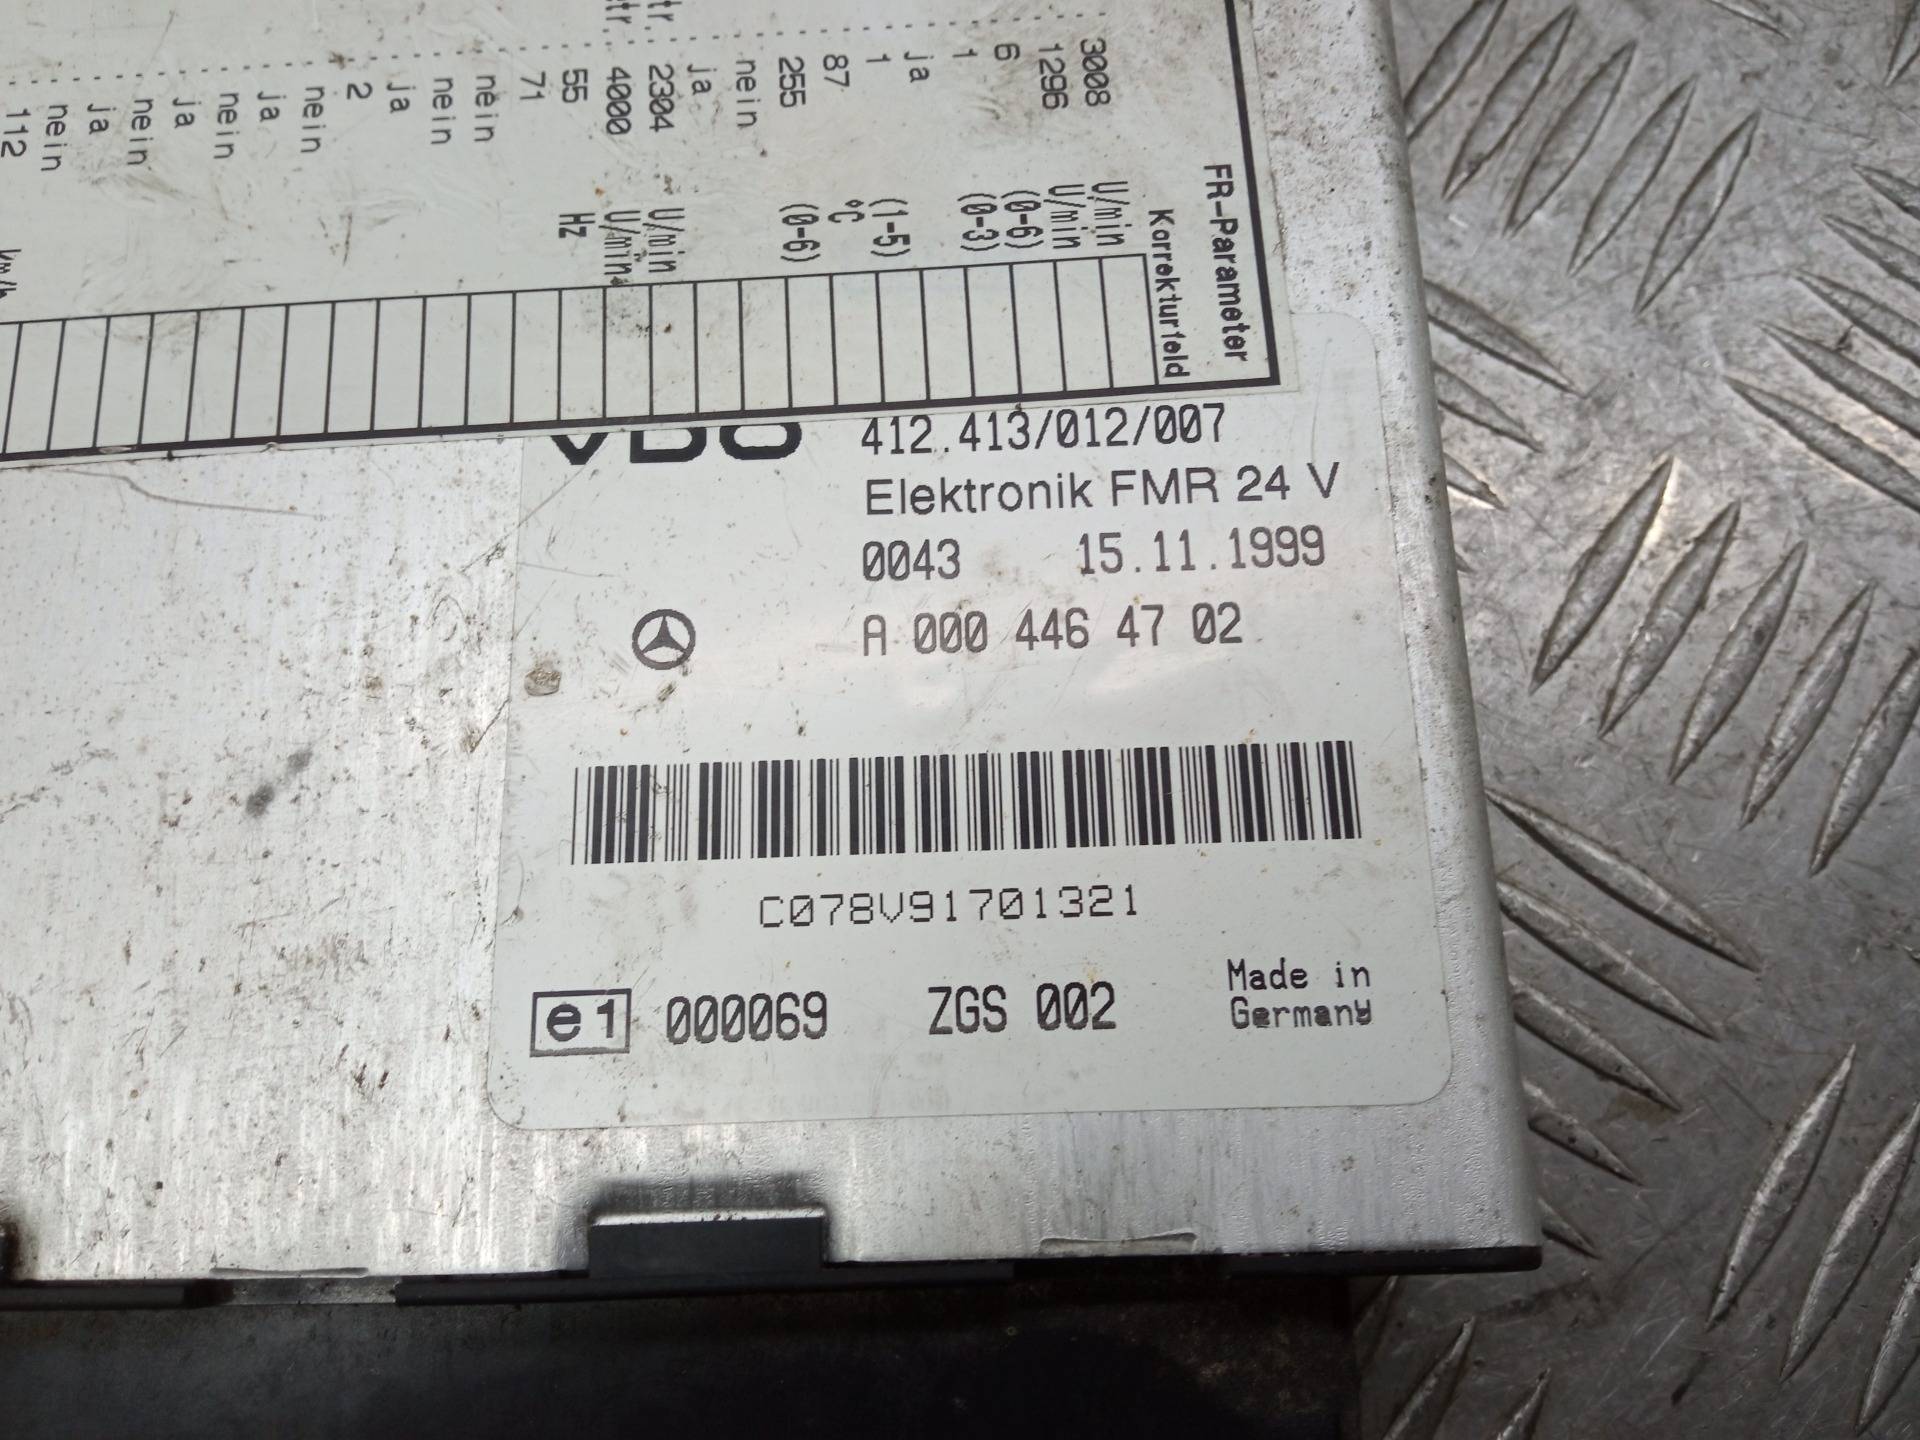 FR-Parameter
Korrekturfeld
3008 U/min
1296 U/min
6 (0-6)
1 (0-3)
ja
1 (1-5)
87 °C
255 (0-6)
nein
ja
2304 U/min
4000 U/min
55 Hz
71
nein
nein
ja
2
nein
ja
nein
ja
nein
ja
nein
112 km/h
VDO 412.413/012/007
Elektronik FMR 24 V
0043 15.11.1999
A 000 446 47 02
C078V91701321
e1 000069 ZGS 002 Made in
Germany